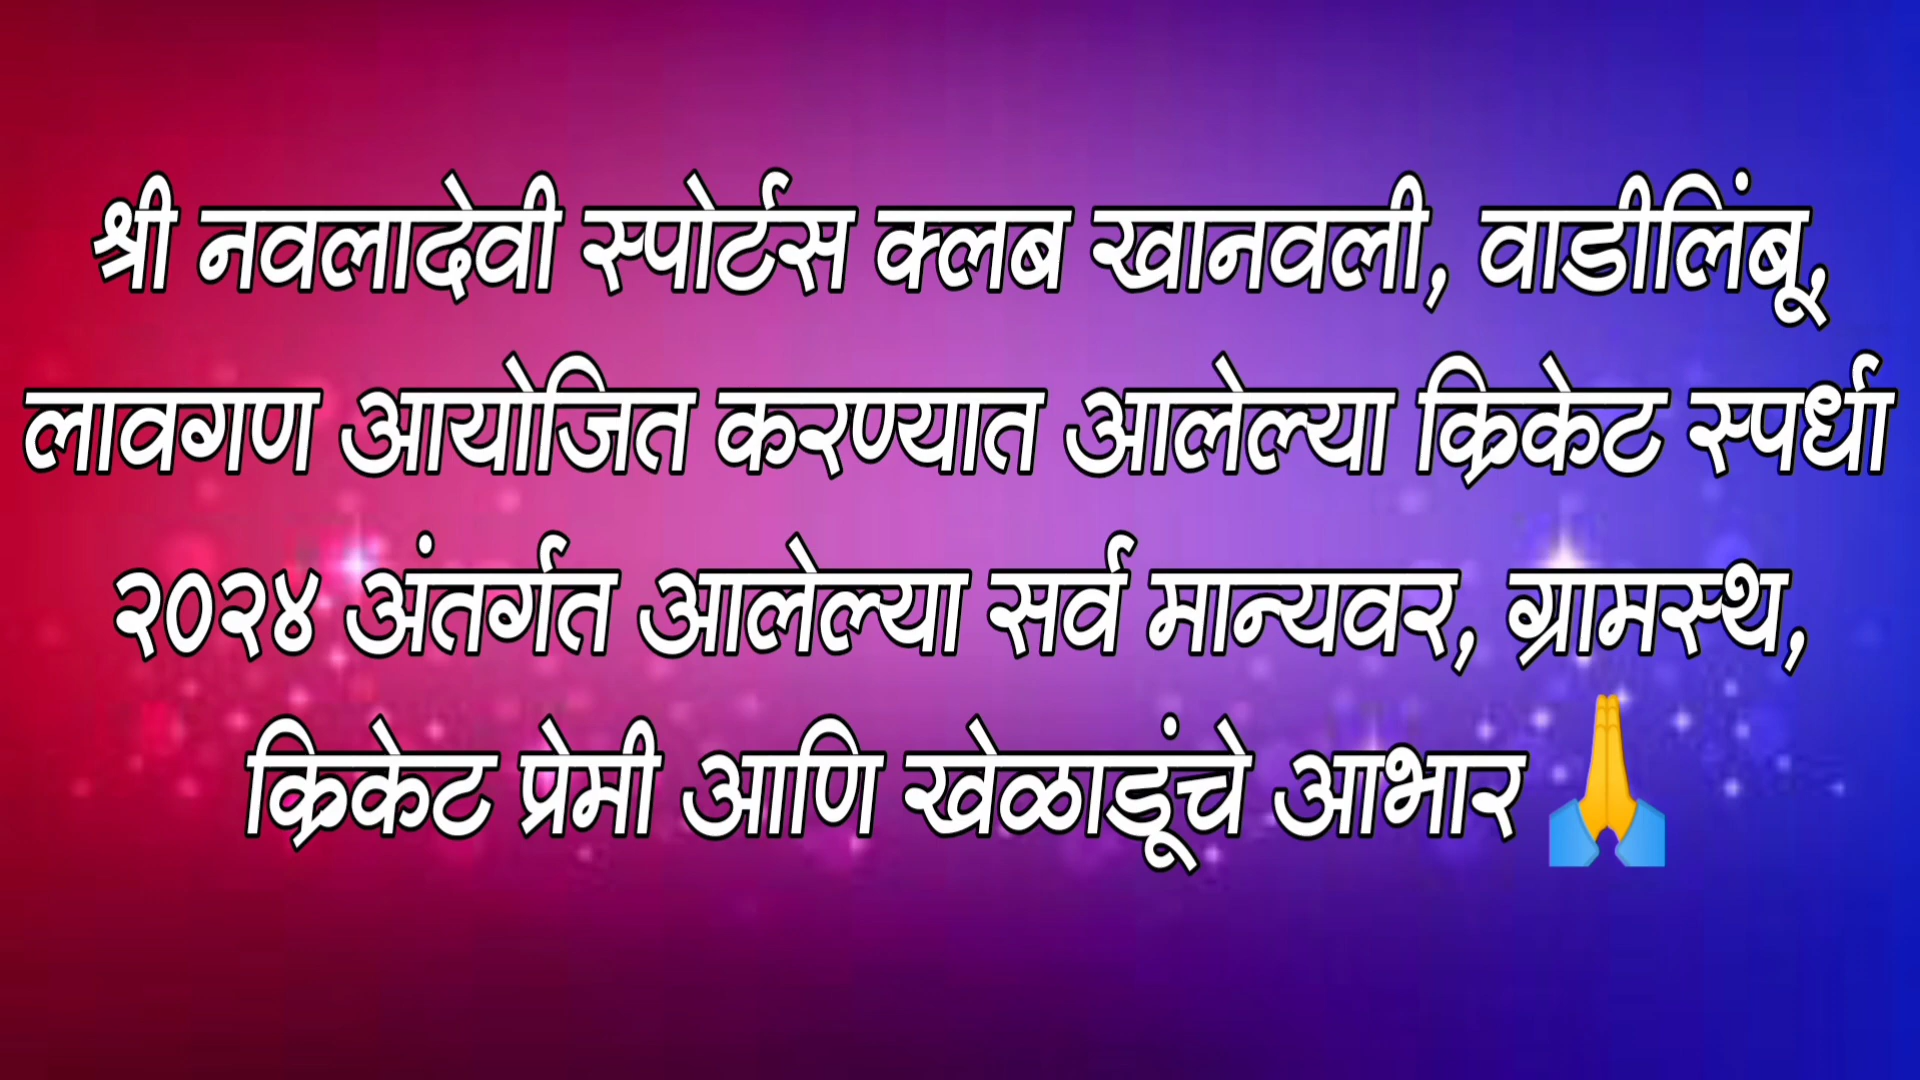 श्री नवलादेवी स्पोर्टस क्लब खानवली, वाडीलिंबू,
लावगण आयोजित करण्यात आलेल्या क्रिकेट स्पर्धा
२०२४ अंतर्गत आलेल्या सर्व मान्यवर, ग्रामस्थ,
क्रिकेट प्रेमी आणि खेळाडूंचे आभार 🙏